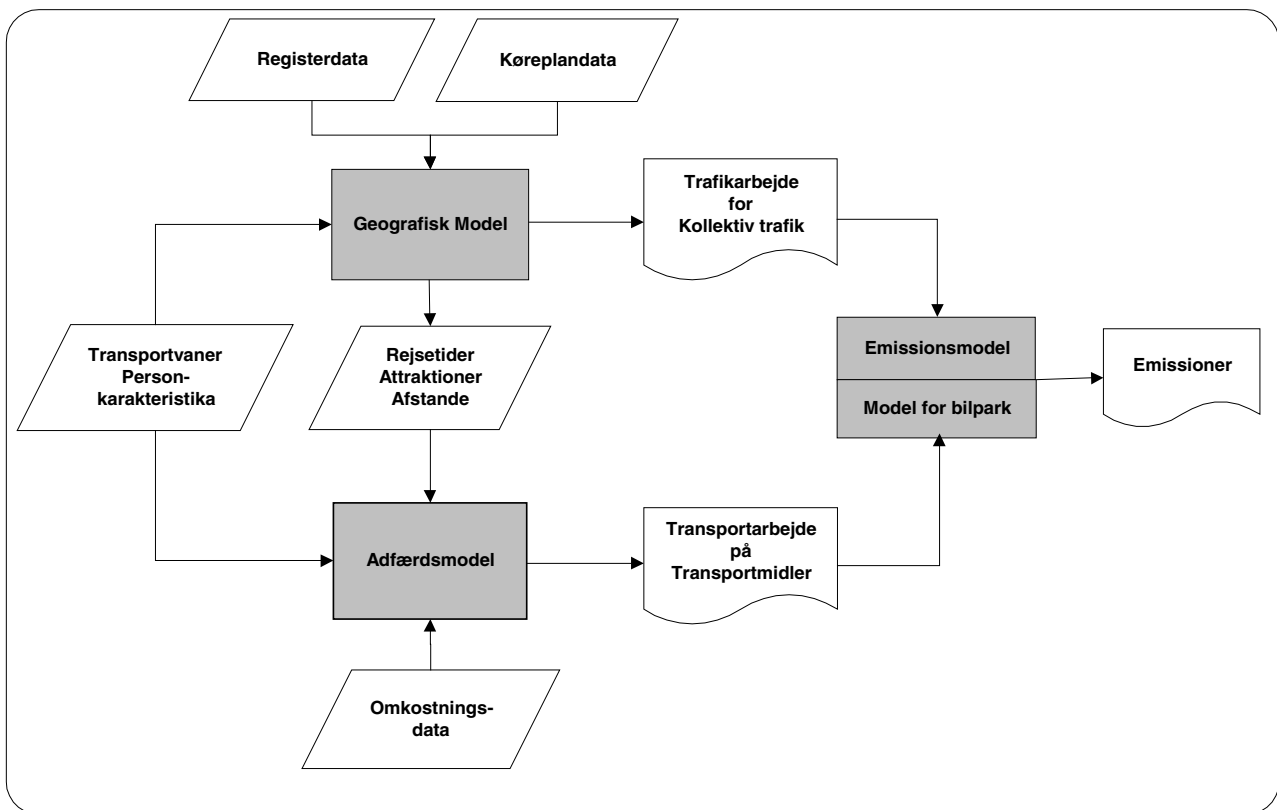 Registerdata
Køreplandata
Geografisk Model
Trafikarbejde
for
Kollektiv trafik
Transportvaner
Person-
karakteristika
Rejsetider
Attraktioner
Afstande
Emissionsmodel
Model for bilpark
Emissioner
Adfærdsmodel
Transportarbejde
på
Transportmidler
Omkostnings-
data